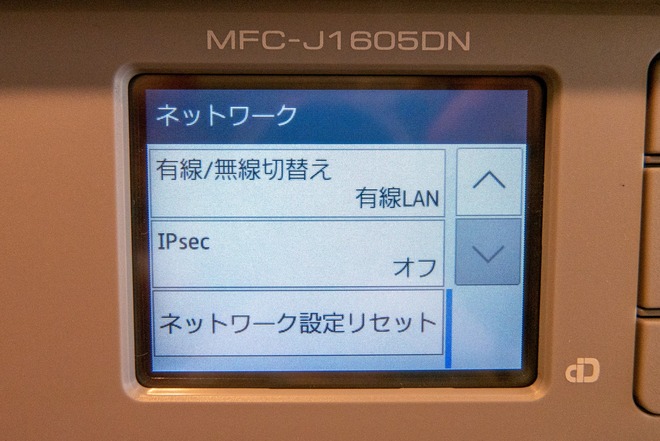 MFC-J1605DN
ネットワーク
有線/無線切替え
有線LAN
IPsec
オフ
ネットワーク設定リセット